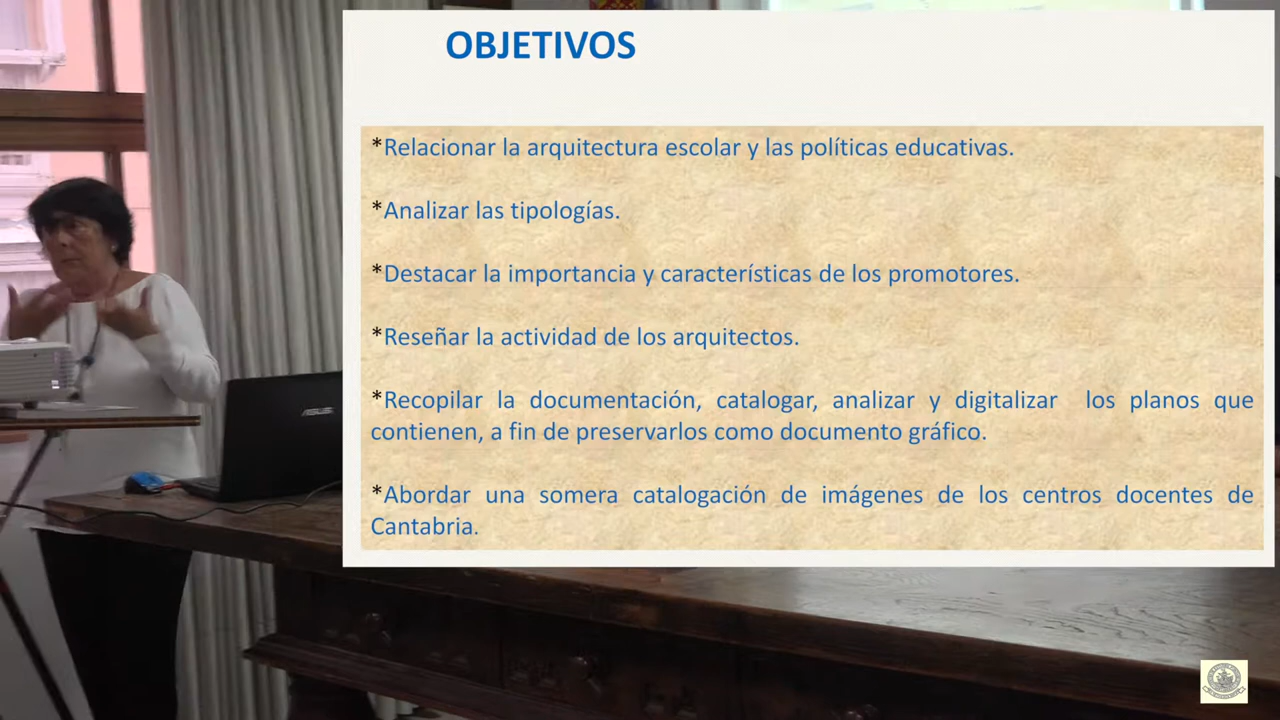 OBJETIVOS
*Relacionar la arquitectura escolar y las políticas educativas.
*Analizar las tipologías.
*Destacar la importancia y características de los promotores.
*Reseñar la actividad de los arquitectos.
*Recopilar la documentación, catalogar, analizar y digitalizar los planos que
contienen, a fin de preservarlos como documento gráfico.
*Abordar una somera catalogación de imágenes de los centros docentes de
Cantabria.
ASUS